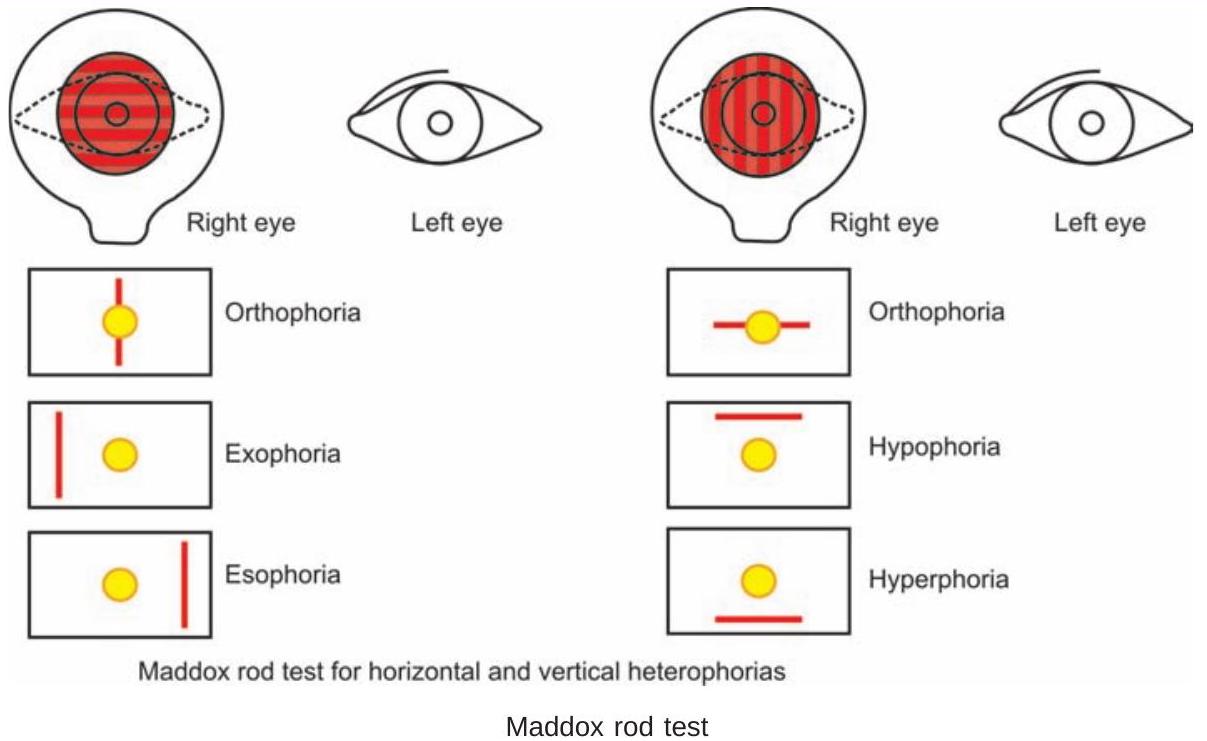 Right eye
Left eye
Right eye
Left eye
Orthophoria
Exophoria
Esophoria
Orthophoria
Hypophoria
Hyperphoria
Maddox rod test for horizontal and vertical heterophorias
Maddox rod test